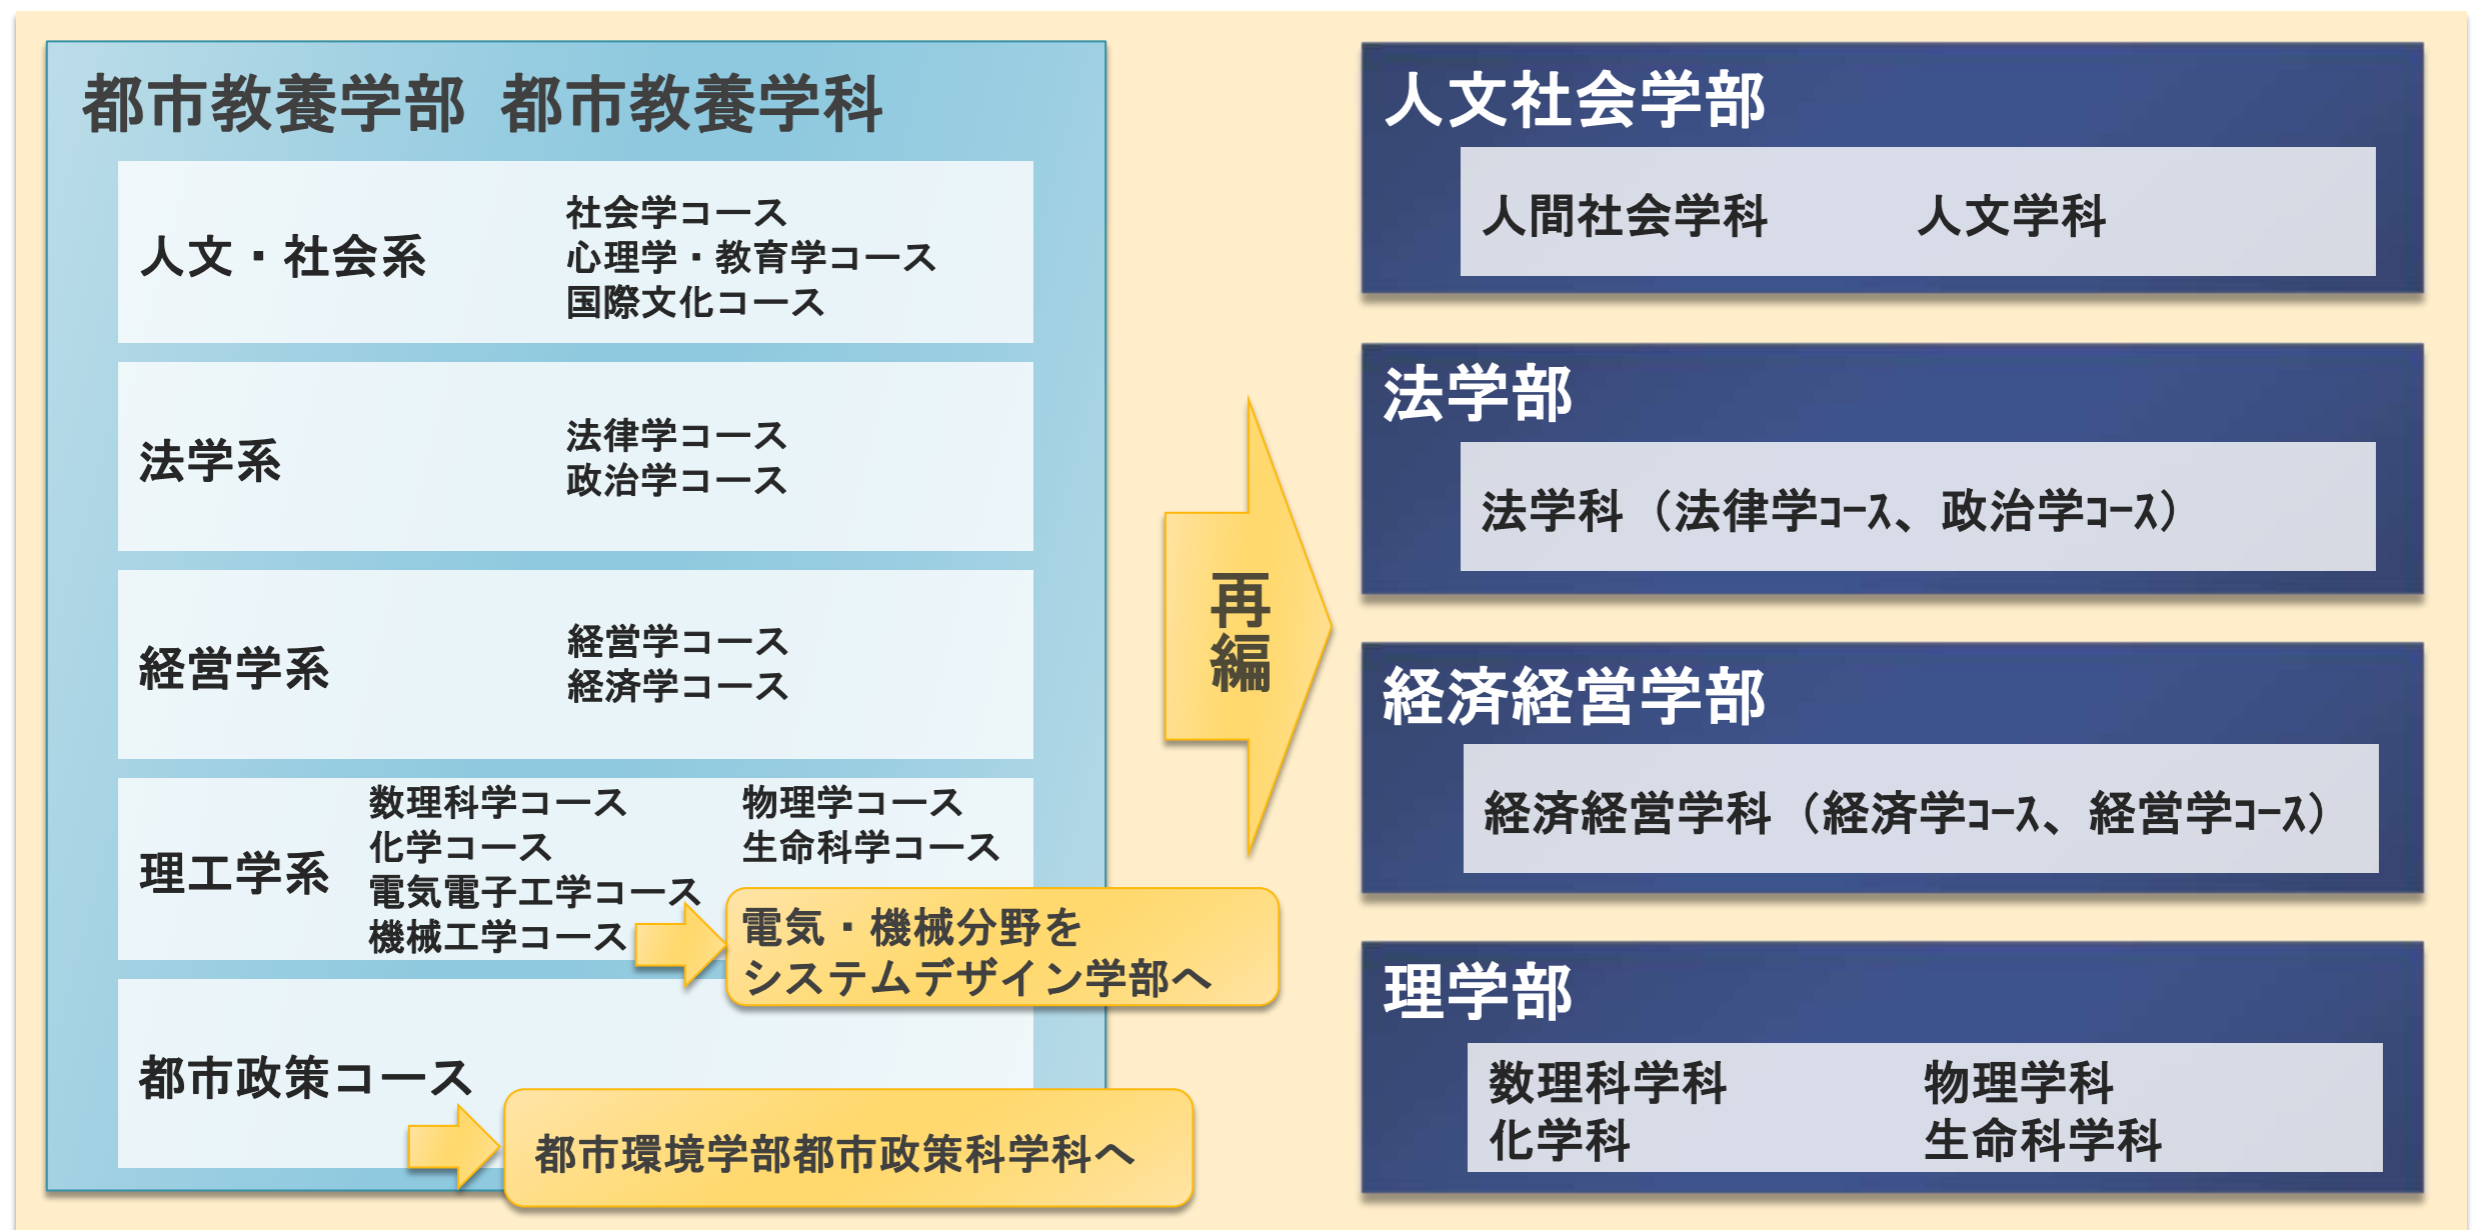 都市教養学部 都市教養学科
人文・社会系
社会学コース
心理学・教育学コース
国際文化コース
法学系
法律学コース
政治学コース
経営学系
経営学コース
経済学コース
理工学系
数理科学コース 物理学コース
化学コース 生命科学コース
電気電子工学コース
機械工学コース
電気・機械分野を
システムデザイン学部へ
都市政策コース
都市環境学部都市政策科学科へ
再
編
人文社会学部
人間社会学科 人文学科
法学部
法学科（法律学ｺｰｽ、政治学ｺｰｽ）
経済経営学部
経済経営学科（経済学ｺｰｽ、経営学ｺｰｽ）
理学部
数理科学科 物理学科
化学科 生命科学科